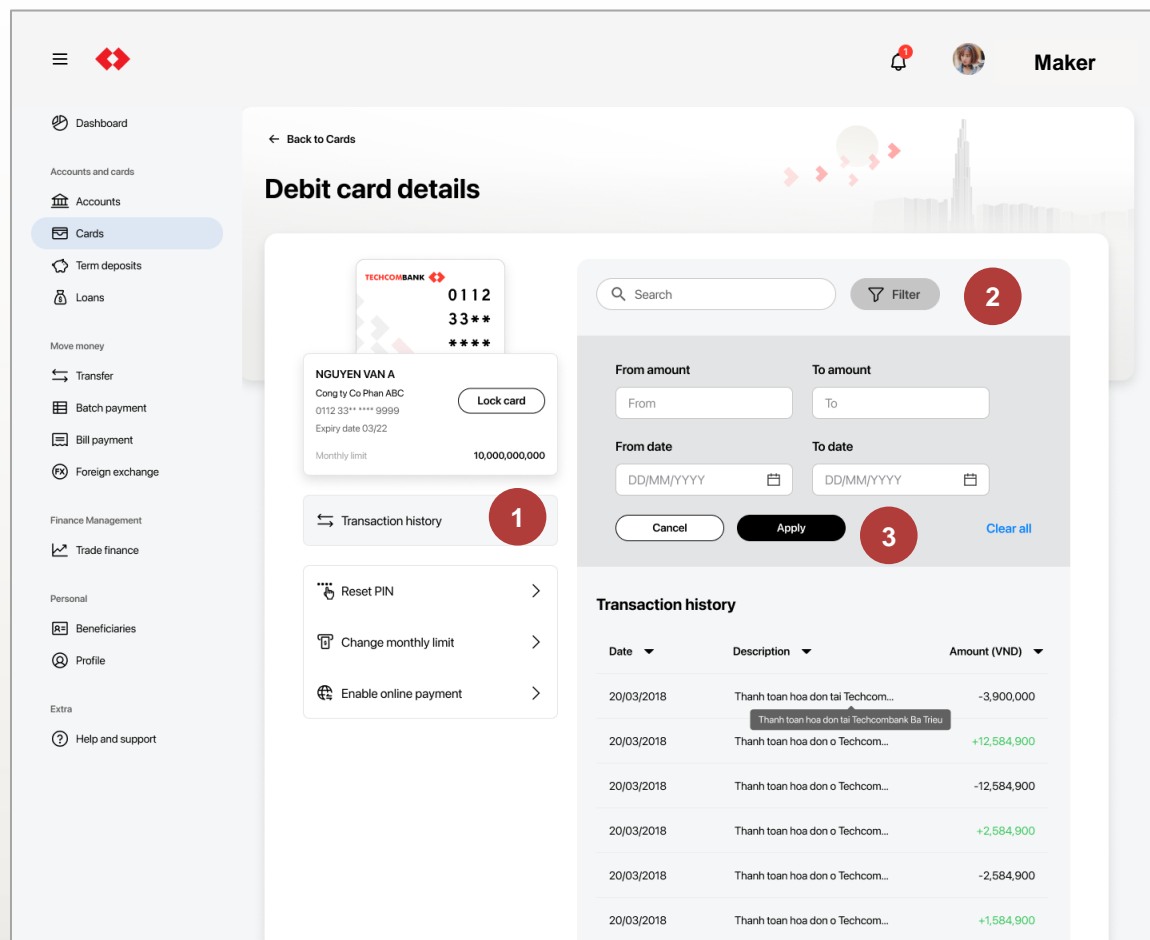 1
Maker
Dashboard
Accounts and cards
Accounts
Cards
Term deposits
Loans
Move money
Transfer
Batch payment
Bill payment
FX Foreign exchange
Finance Management
Trade finance
Personal
Beneficiaries
Profile
Extra
Help and support
Back to Cards
Debit card details
TECHCOMBANK
0112
33**
****
NGUYEN VAN A
Cong ty Co Phan ABC
0112 33** **** 9999
Expiry date 03/22
Lock card
Monthly limit 10,000,000,000
Transaction history 1
Reset PIN
Change monthly limit
Enable online payment
Search Filter 2
From amount To amount
From To
From date To date
DD/MM/YYYY DD/MM/YYYY
Cancel Apply 3 Clear all
Transaction history
Date Description Amount (VND)
20/03/2018 Thanh toan hoa don tai Techcom... -3,900,000
Thanh toan hoa don tai Techcombank Ba Trieu
20/03/2018 Thanh toan hoa don o Techcom... +12,584,900
20/03/2018 Thanh toan hoa don o Techcom... -12,584,900
20/03/2018 Thanh toan hoa don o Techcom... +2,584,900
20/03/2018 Thanh toan hoa don o Techcom... -2,584,900
20/03/2018 Thanh toan hoa don o Techcom... +1,584,900